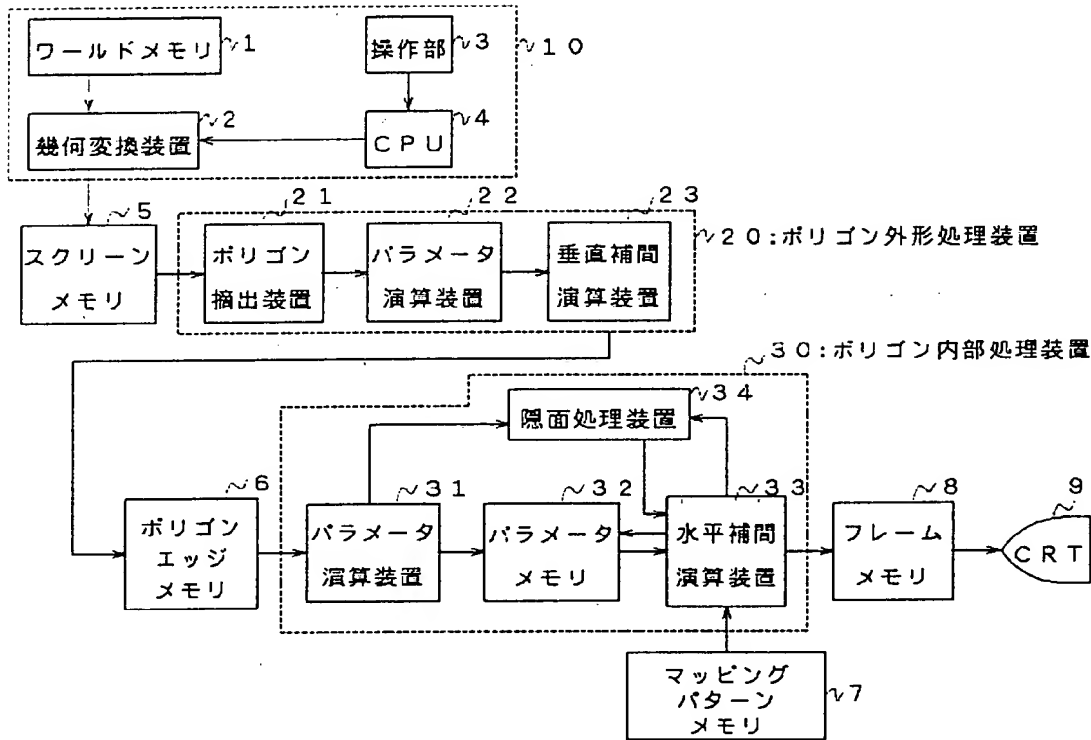 ワールドメモリ
1
操作部
3
10
幾何変換装置
2
CPU
4
5
スクリーン
メモリ
21
ポリゴン
摘出装置
22
パラメータ
演算装置
23
垂直補間
演算装置
20:ポリゴン外形処理装置
30:ポリゴン内部処理装置
34
隠面処理装置
6
ポリゴン
エッジ
メモリ
31
パラメータ
演算装置
32
パラメータ
メモリ
33
水平補間
演算装置
8
フレーム
メモリ
9
CRT
マッピング
パターン
メモリ
7